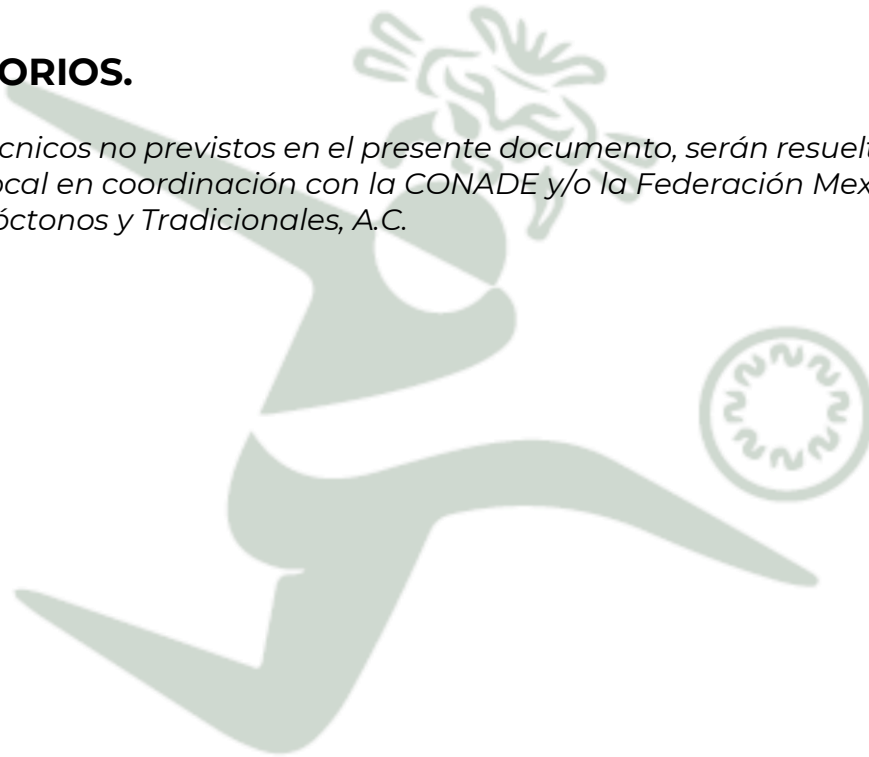 ORIOS.
cnicos no previstos en el presente documento, serán resuelt
ocal en coordinación con la CONADE y/o la Federación Mex
óctonos y Tradicionales, A.C.